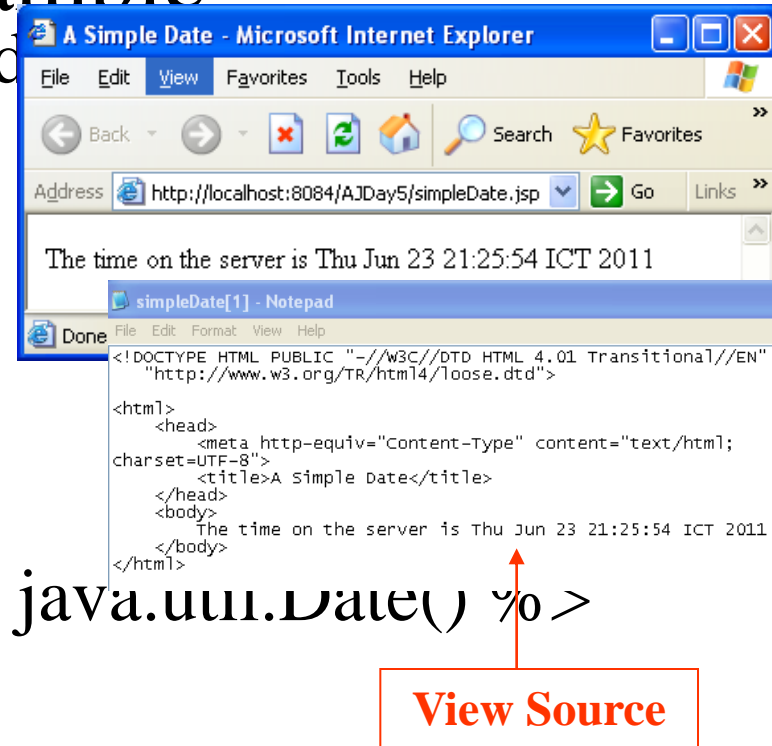 A Simple Date - Microsoft Internet Explorer
File Edit View Favorites Tools Help
Back Search Favorites
Address http://localhost:8084/AJDay5/simpleDate.jsp Go Links
The time on the server is Thu Jun 23 21:25:54 ICT 2011
Done
simpleDate[1] - Notepad
File Edit Format View Help
<!DOCTYPE HTML PUBLIC "-//W3C//DTD HTML 4.01 Transitional//EN"
"http://www.w3.org/TR/html4/loose.dtd">
<html>
<head>
<meta http-equiv="Content-Type" content="text/html;
charset=UTF-8">
<title>A Simple Date</title>
</head>
<body>
The time on the server is Thu Jun 23 21:25:54 ICT 2011
</body>
</html>
java.util.Date() %>
View Source